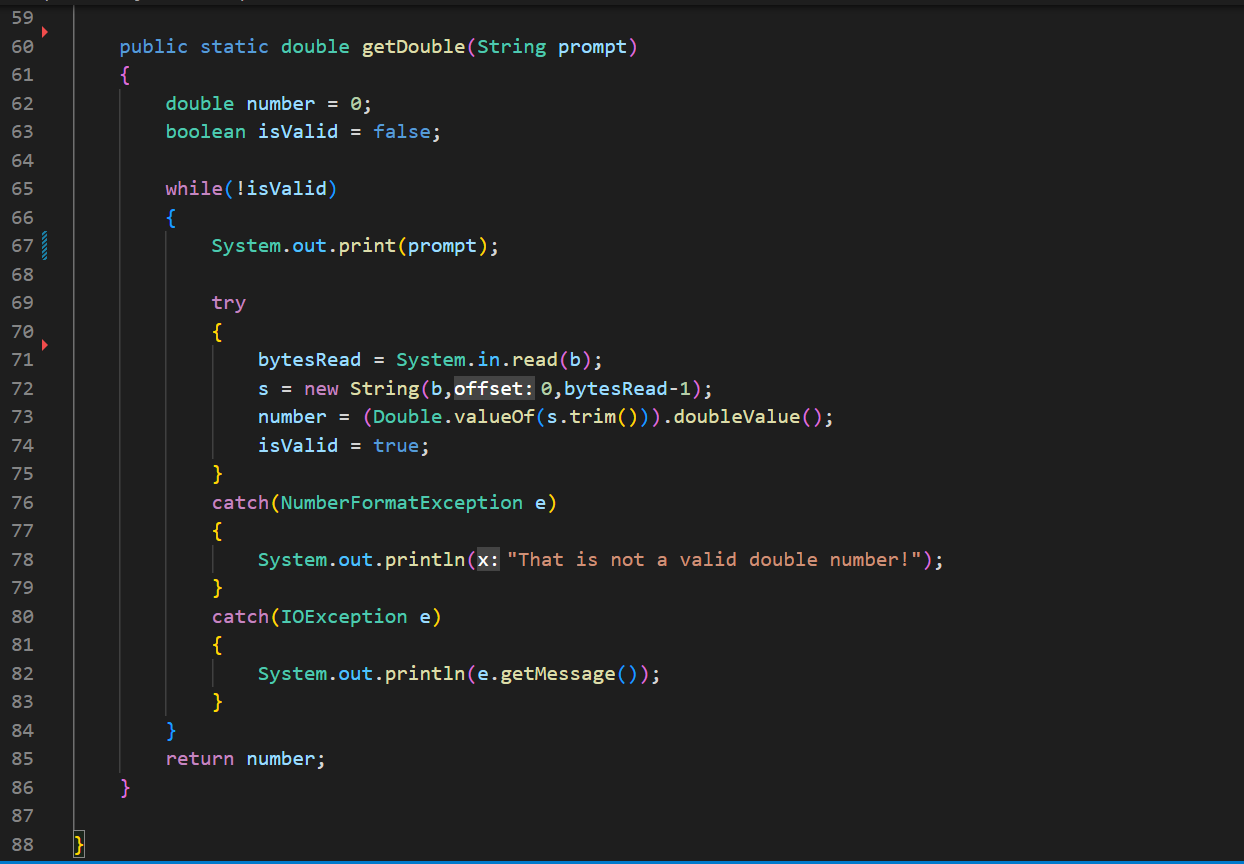 59
60 public static double getDouble(String prompt)
61 {
62 double number = 0;
63 boolean isValid = false;
64
65 while(!isValid)
66 {
67 System.out.print(prompt);
68
69 try
70 {
71 bytesRead = System.in.read(b);
72 s = new String(b,offset: 0,bytesRead-1);
73 number = (Double.valueOf(s.trim())).doubleValue();
74 isValid = true;
75 }
76 catch(NumberFormatException e)
77 {
78 System.out.println(x: "That is not a valid double number!");
79 }
80 catch(IOException e)
81 {
82 System.out.println(e.getMessage());
83 }
84 }
85 return number;
86 }
87
88 }